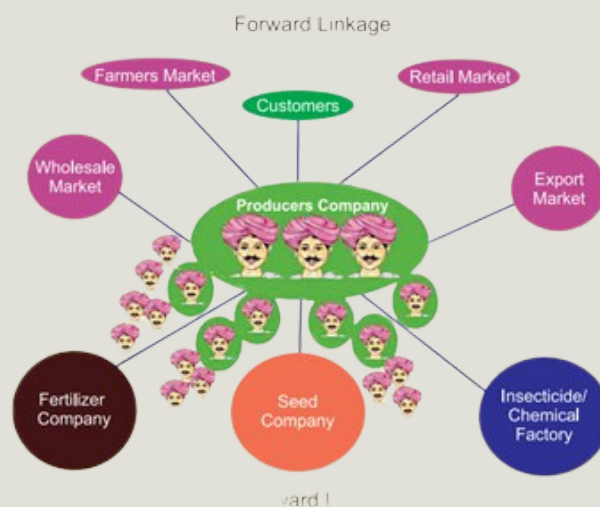 Forward Linkage
Farmers Market
Retail Market
Customers
Wholesale
Market
Producers Company
Export
Market
Fertilizer
Company
Seed
Company
Insecticide/
Chemical
Factory